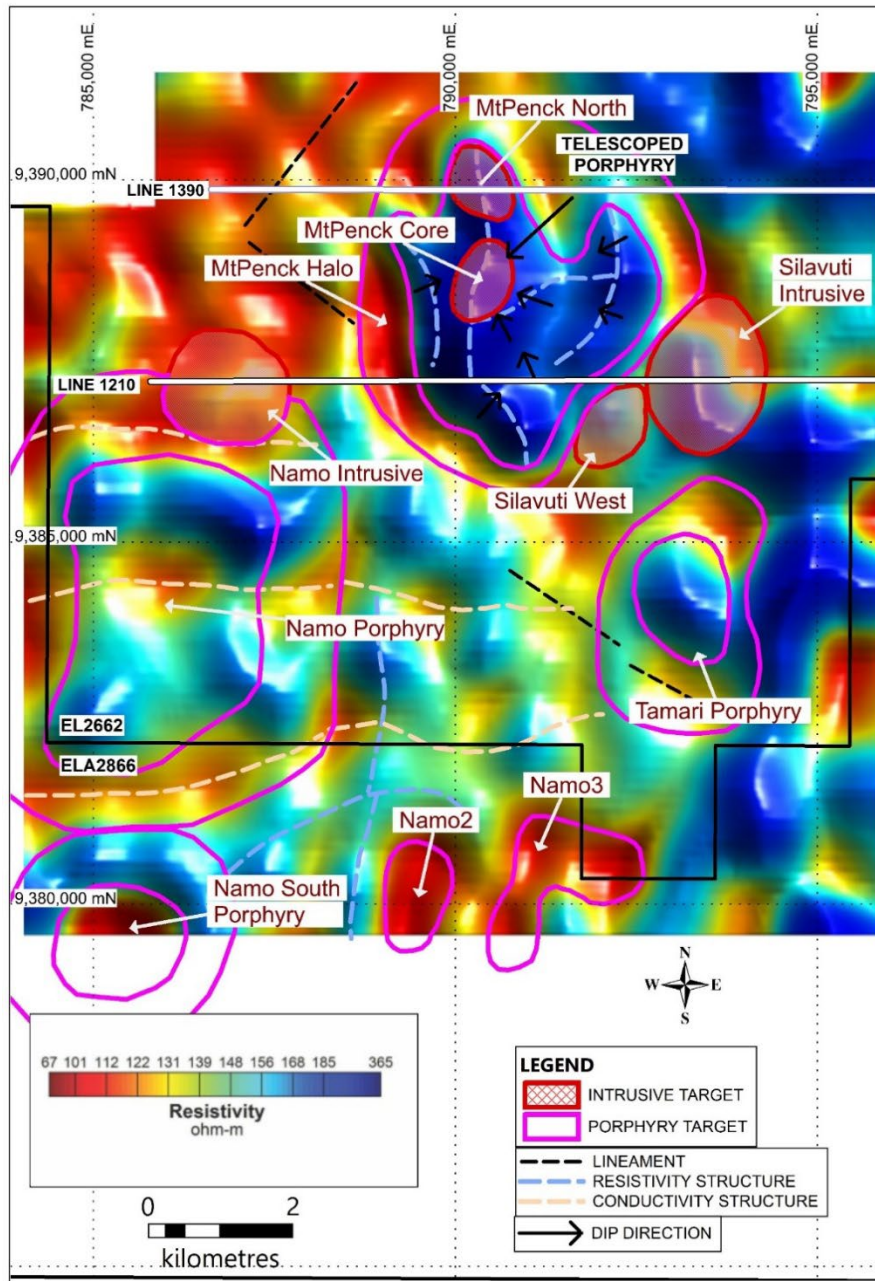 785,000 mE
790,000 mE
795,000 mE
MtPenck North
TELESCOPED
PORPHYRY
9,390,000 mN
LINE 1390
MtPenck Core
MtPenck Halo
Silavuti
Intrusive
LINE 1210
Namo Intrusive
Silavuti West
9,385,000 mN
Namo Porphyry
Tamari Porphyry
EL2662
ELA2866
Namo3
Namo2
Namo South
Porphyry
9,380,000 mN
N
W E
S
67 101 112 122 131 139 148 156 168 185 365
Resistivity
ohm-m
LEGEND
INTRUSIVE TARGET
PORPHYRY TARGET
LINEAMENT
RESISTIVITY STRUCTURE
CONDUCTIVITY STRUCTURE
DIP DIRECTION
0 2
kilometres